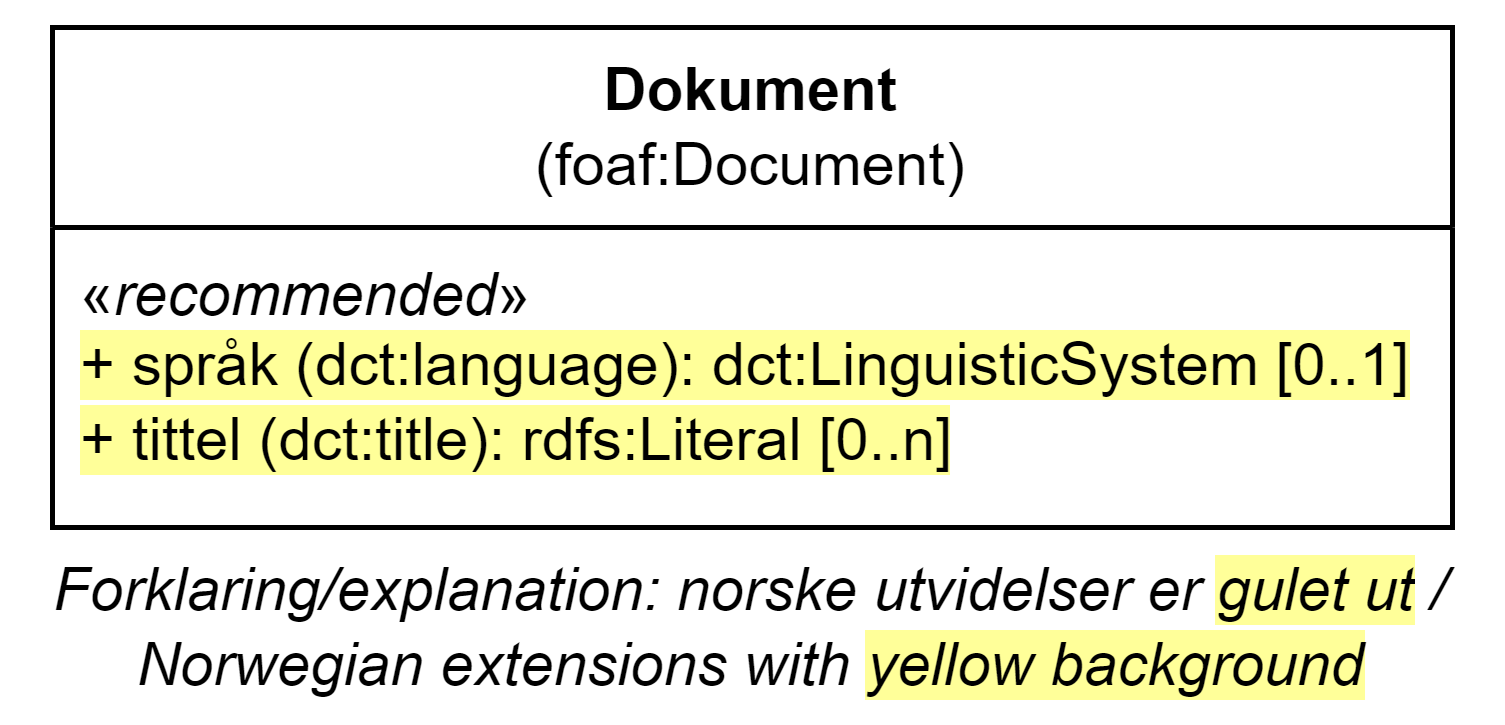 Dokument
(foaf:Document)
«recommended»
+ språk (dct:language): dct:LinguisticSystem [0..1]
+ tittel (dct:title): rdfs:Literal [0..n]
Forklaring/explanation: norske utvidelser er gulet ut /
Norwegian extensions with yellow background